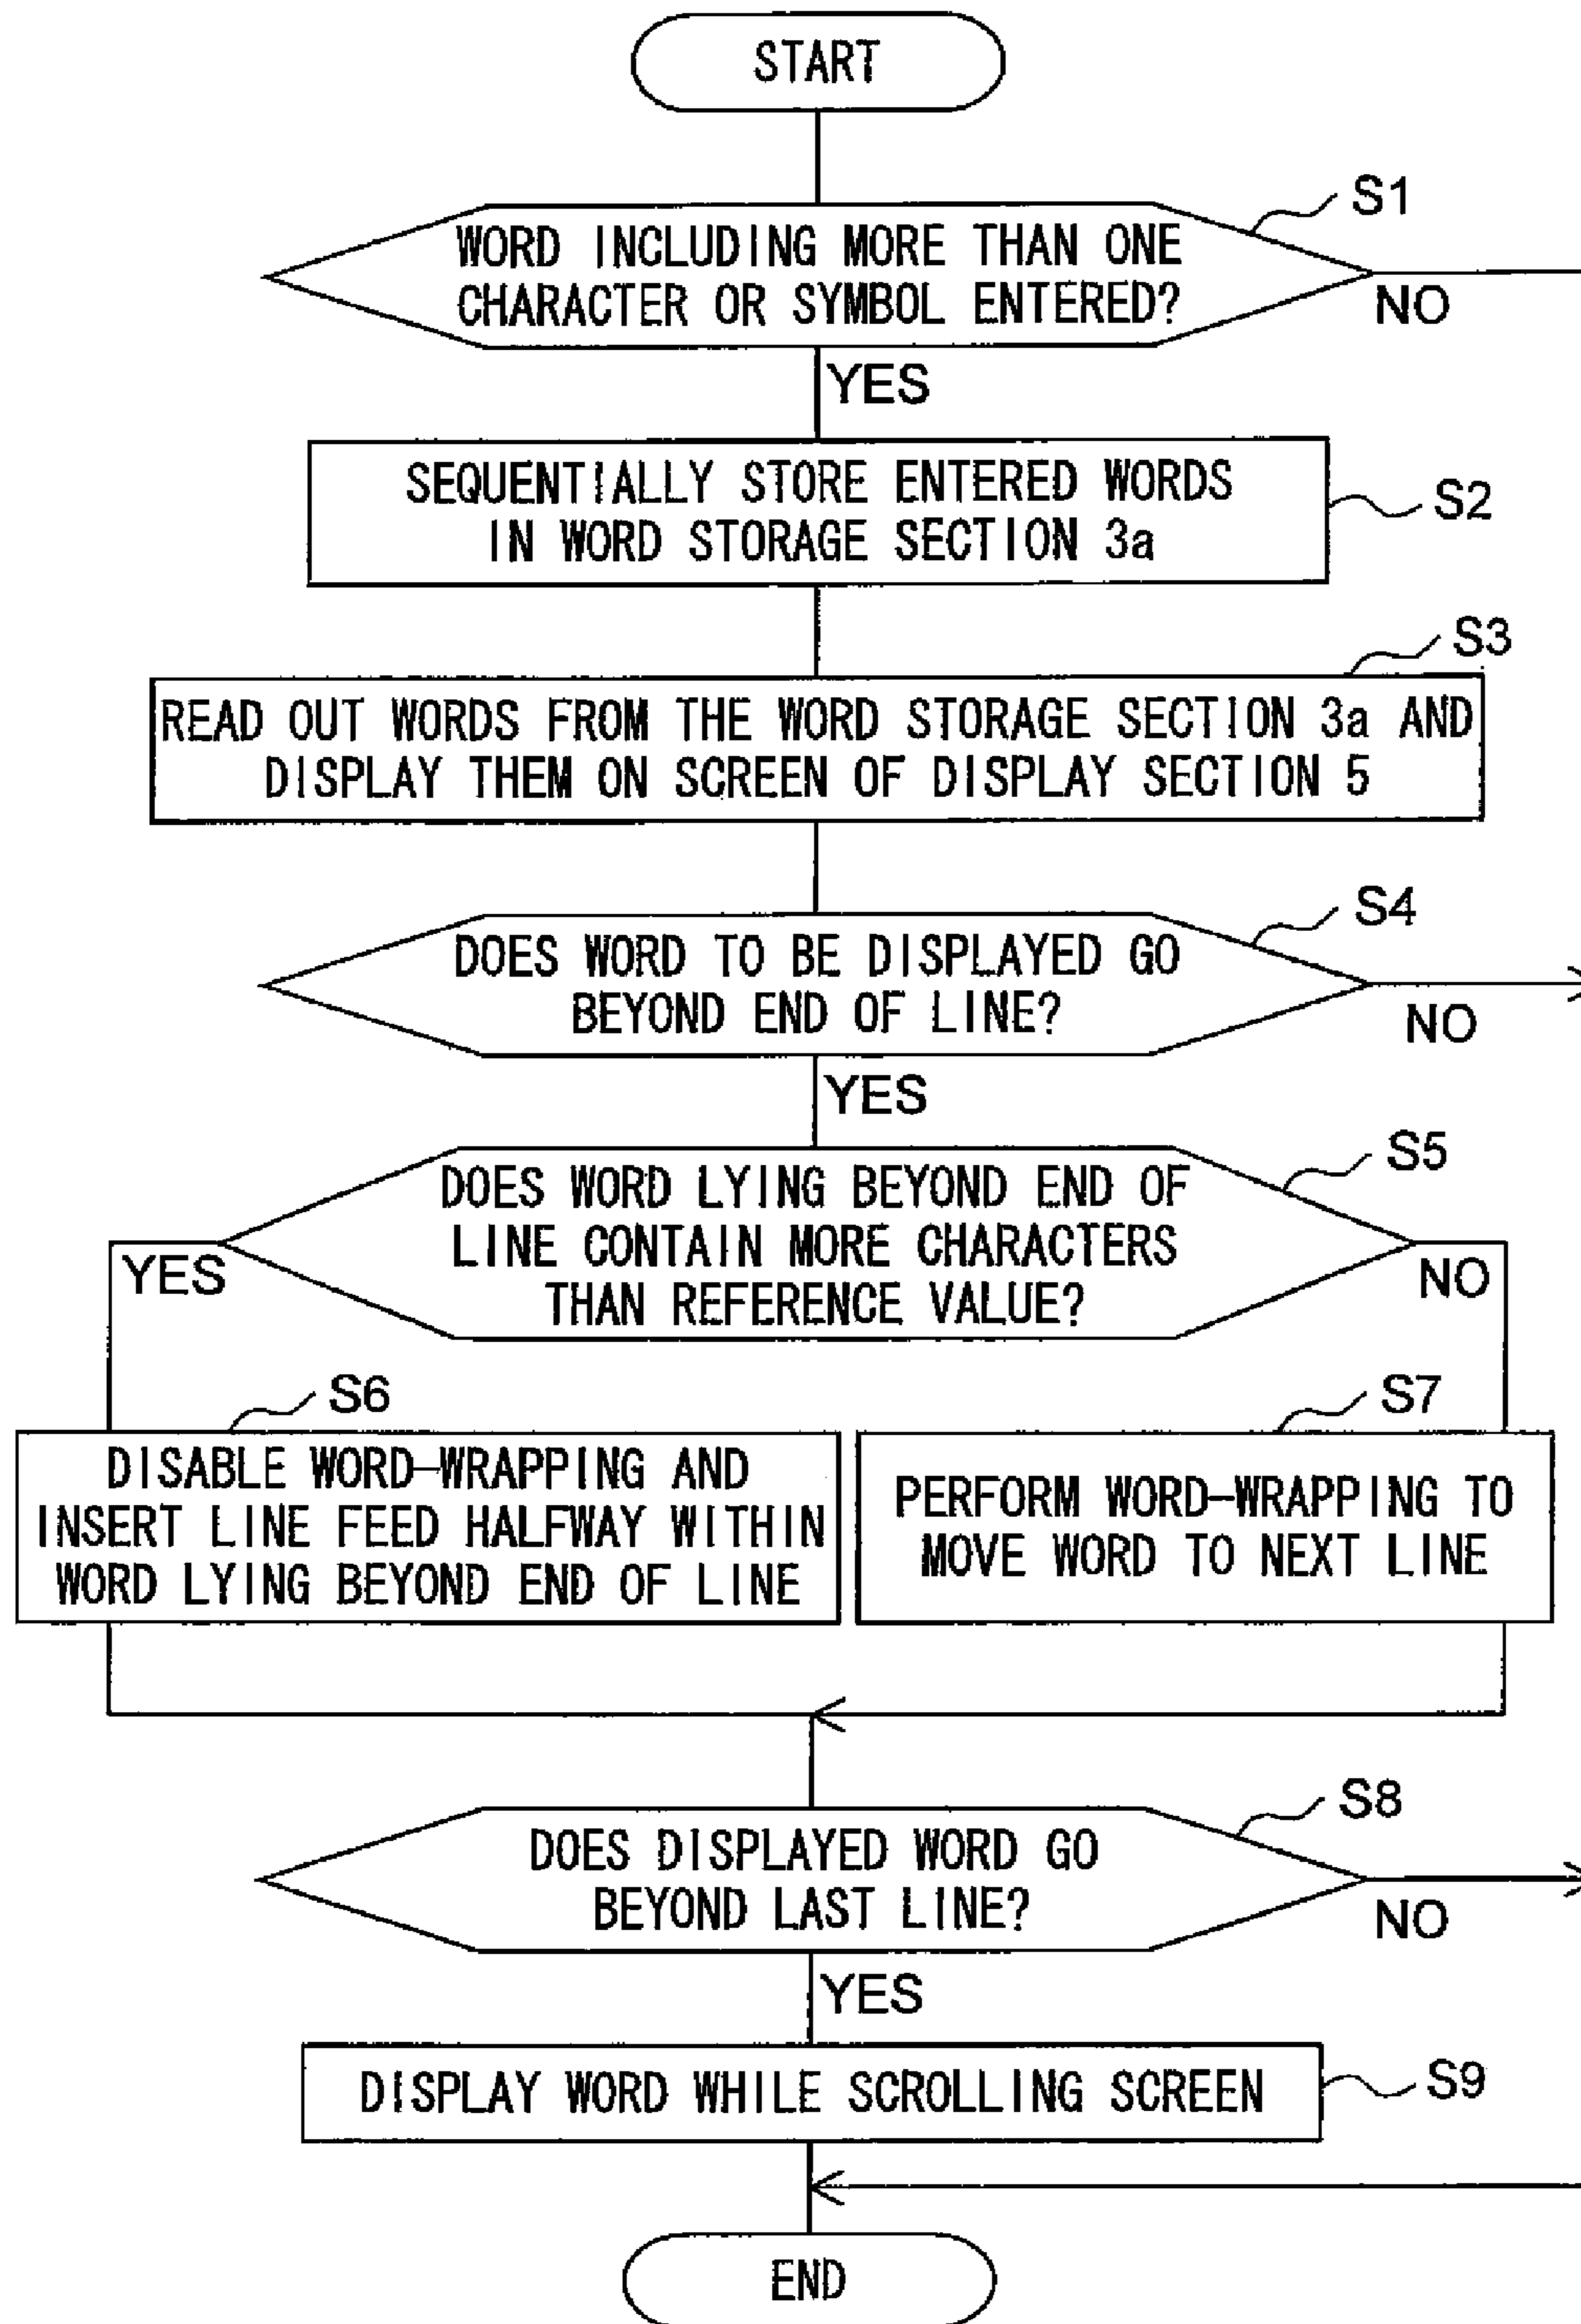 START
S1
WORD INCLUDING MORE THAN ONE
CHARACTER OR SYMBOL ENTERED?
NO
YES
SEQUENTIALLY STORE ENTERED WORDS
IN WORD STORAGE SECTION 3a
S2
S3
READ OUT WORDS FROM THE WORD STORAGE SECTION 3a AND
DISPLAY THEM ON SCREEN OF DISPLAY SECTION 5
S4
DOES WORD TO BE DISPLAYED GO
BEYOND END OF LINE?
NO
YES
S5
DOES WORD LYING BEYOND END OF
LINE CONTAIN MORE CHARACTERS
THAN REFERENCE VALUE?
YES
NO
S6
DISABLE WORD-WRAPPING AND
INSERT LINE FEED HALFWAY WITHIN
WORD LYING BEYOND END OF LINE
S7
PERFORM WORD-WRAPPING TO
MOVE WORD TO NEXT LINE
S8
DOES DISPLAYED WORD GO
BEYOND LAST LINE?
NO
YES
DISPLAY WORD WHILE SCROLLING SCREEN
S9
END